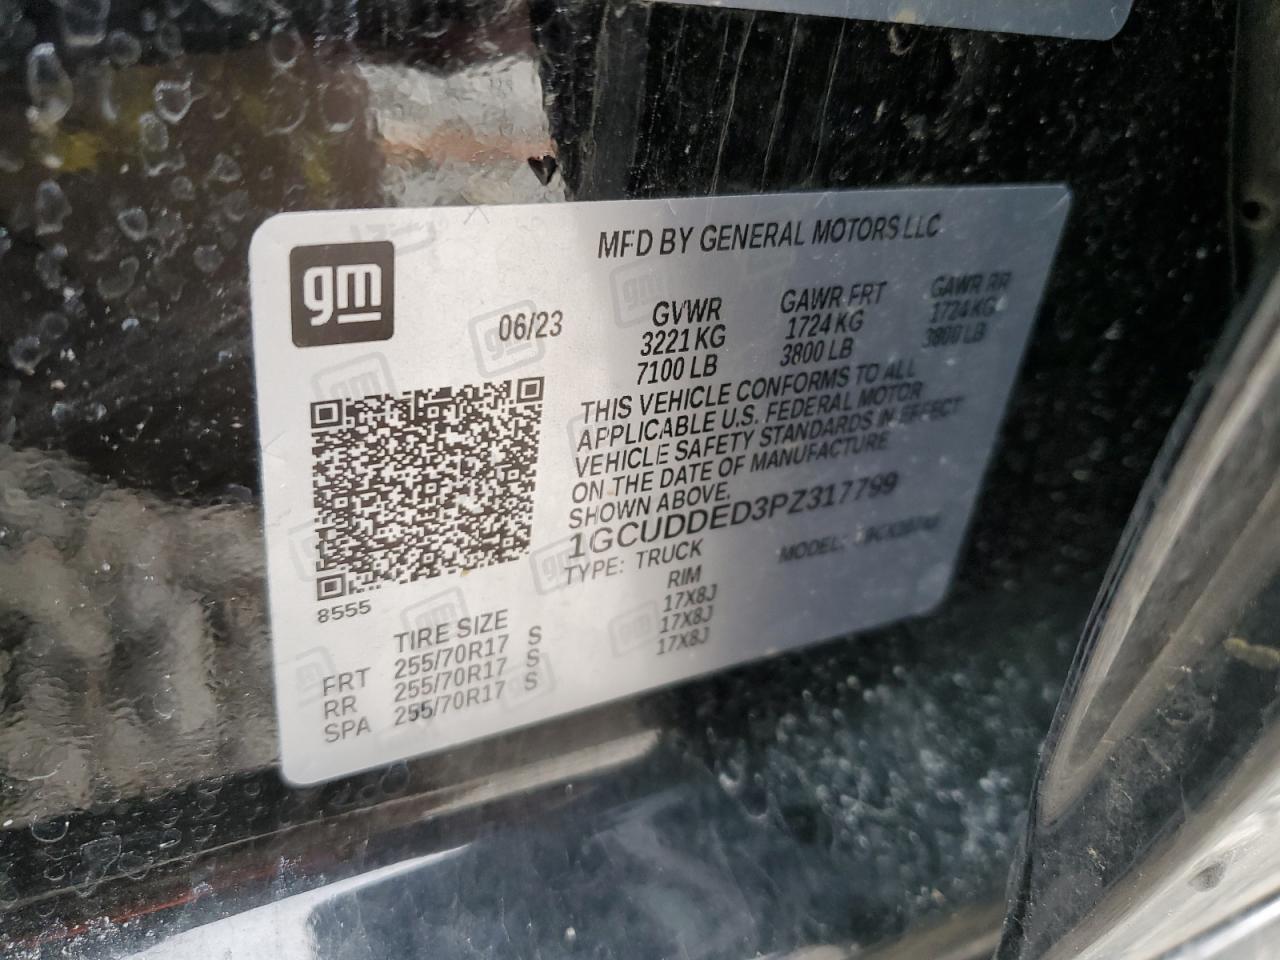 gm
MFD BY GENERAL MOTORS LLC
06/23
GVWR GAWR FRT GAWR RR
3221 KG 1724 KG 1724 KG
7100 LB 3800 LB 3800 LB
THIS VEHICLE CONFORMS TO ALL
APPLICABLE U.S. FEDERAL MOTOR
VEHICLE SAFETY STANDARDS IN EFFECT
ON THE DATE OF MANUFACTURE
SHOWN ABOVE.
1GCUDDED3PZ317799
TYPE: TRUCK MODEL:
8555
TIRE SIZE RIM
FRT 255/70R17 S 17X8J
RR 255/70R17 S 17X8J
SPA 255/70R17 S 17X8J